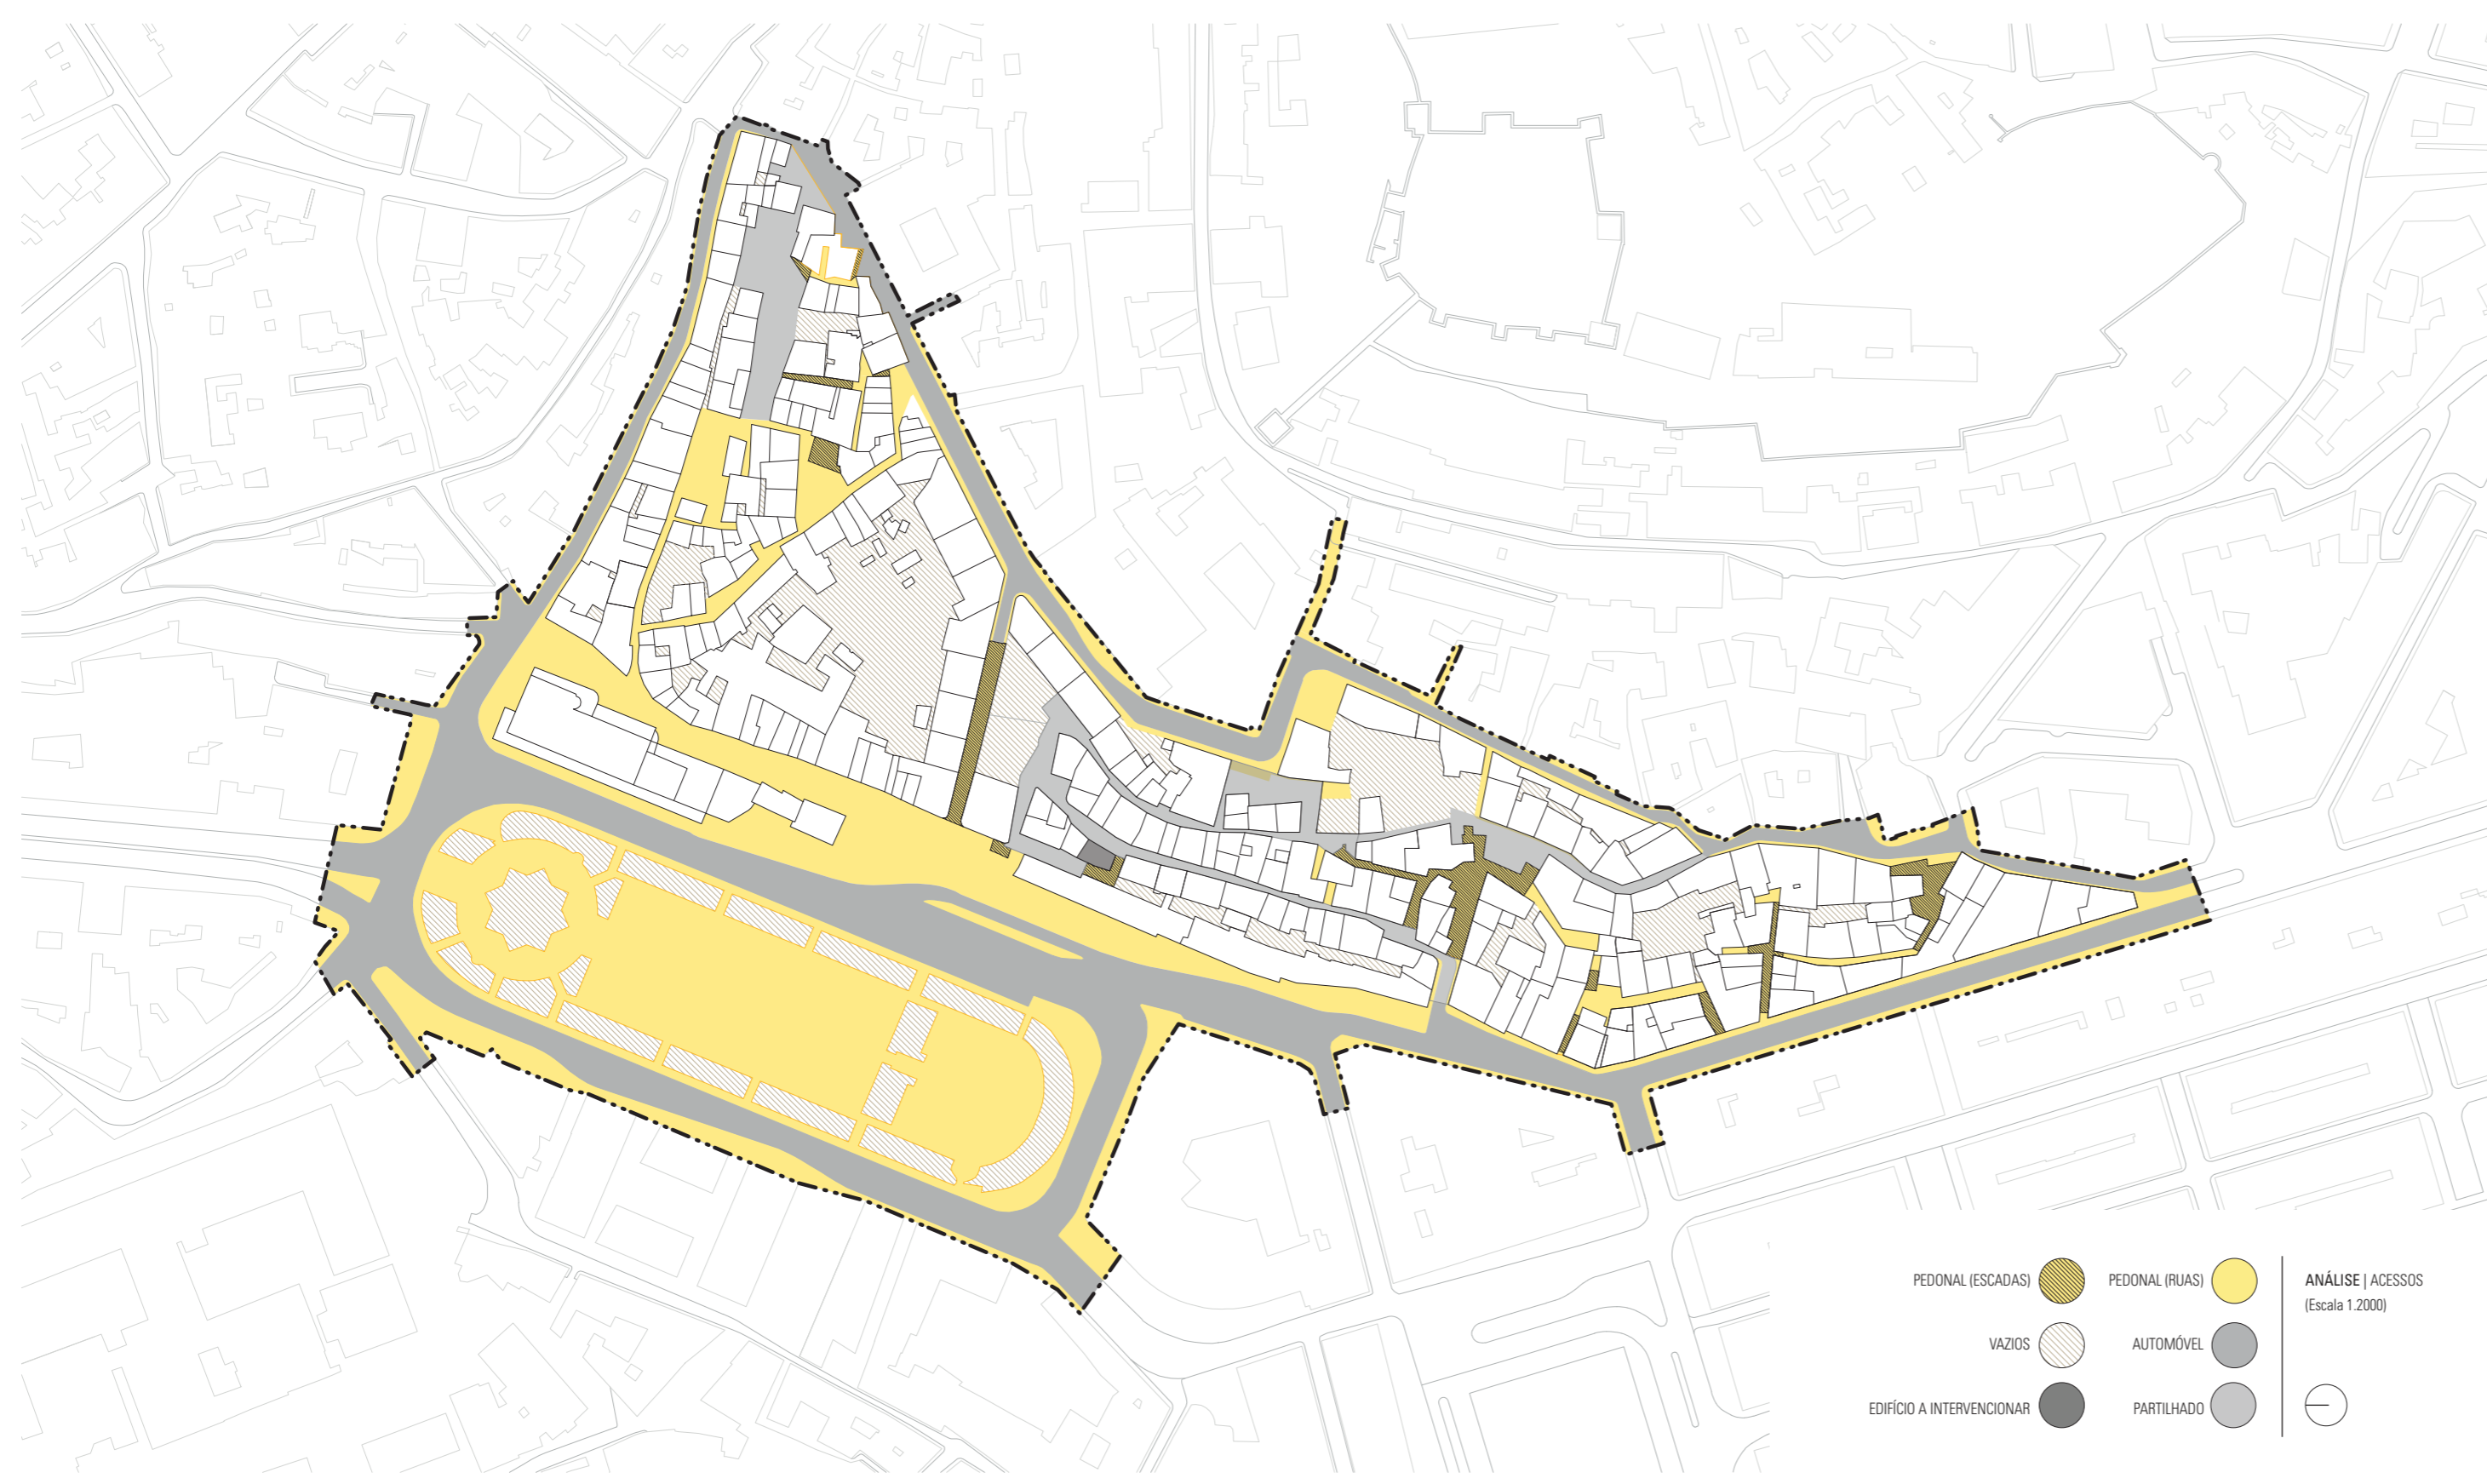 PEDONAL (ESCADAS)
PEDONAL (RUAS)
ANÁLISE | ACESSOS
(Escala 1.2000)
VAZIOS
AUTOMÓVEL
EDIFÍCIO A INTERVENCIONAR
PARTILHADO